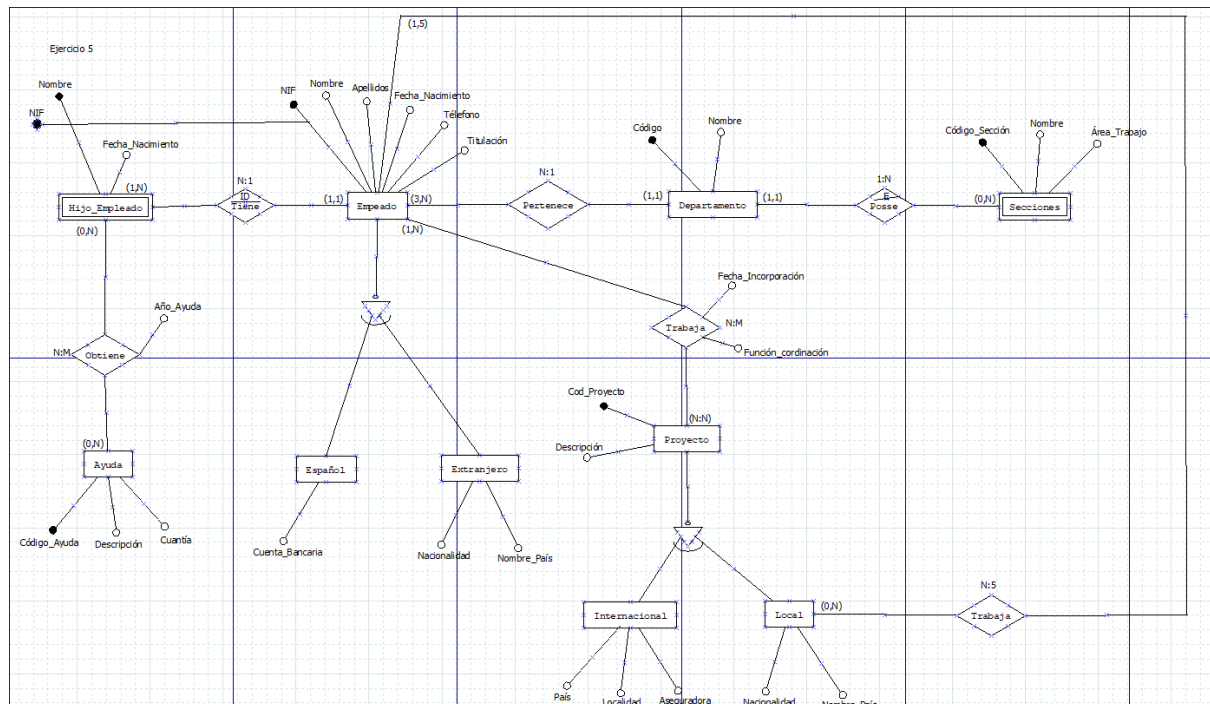 (1,5)
Ejercicio 5
Nombre
NIF
Fecha_Nacimiento
NIF
Nombre
Apellidos
Fecha_Nacimiento
Télefono
Titulación
Código
Nombre
Código_Sección
Nombre
Área_Trabajo
(1,N)
Hijo_Empleado
(0,N)
N:1
ID
Tiene
(1,1)
Empeado
(3,N)
(1,N)
N:1
Pertenece
(1,1)
Departamento
(1,1)
1:N
E
Posse
(0,N)
Secciones
Fecha_Incorporación
Trabaja
N:M
Función_cordinación
Año_Ayuda
N:M
Obtiene
(0,N)
Ayuda
Código_Ayuda
Descripción
Cuantía
Español
Cuenta_Bancaria
Extranjero
Nacionalidad
Nombre_País
Cod_Proyecto
(N:N)
Descripción
Proyecto
Internacional
País
Localidad
Aseguradora
Local
(0,N)
Nacionalidad
Nombre_País
N:5
Trabaja